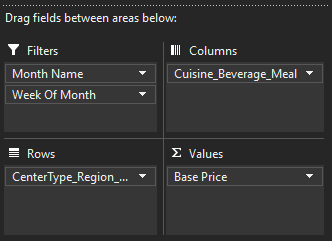 Drag fields between areas below:
Filters
Month Name
Week Of Month
Columns
Cuisine_Beverage_Meal
Rows
CenterType_Region_...
Σ Values
Base Price